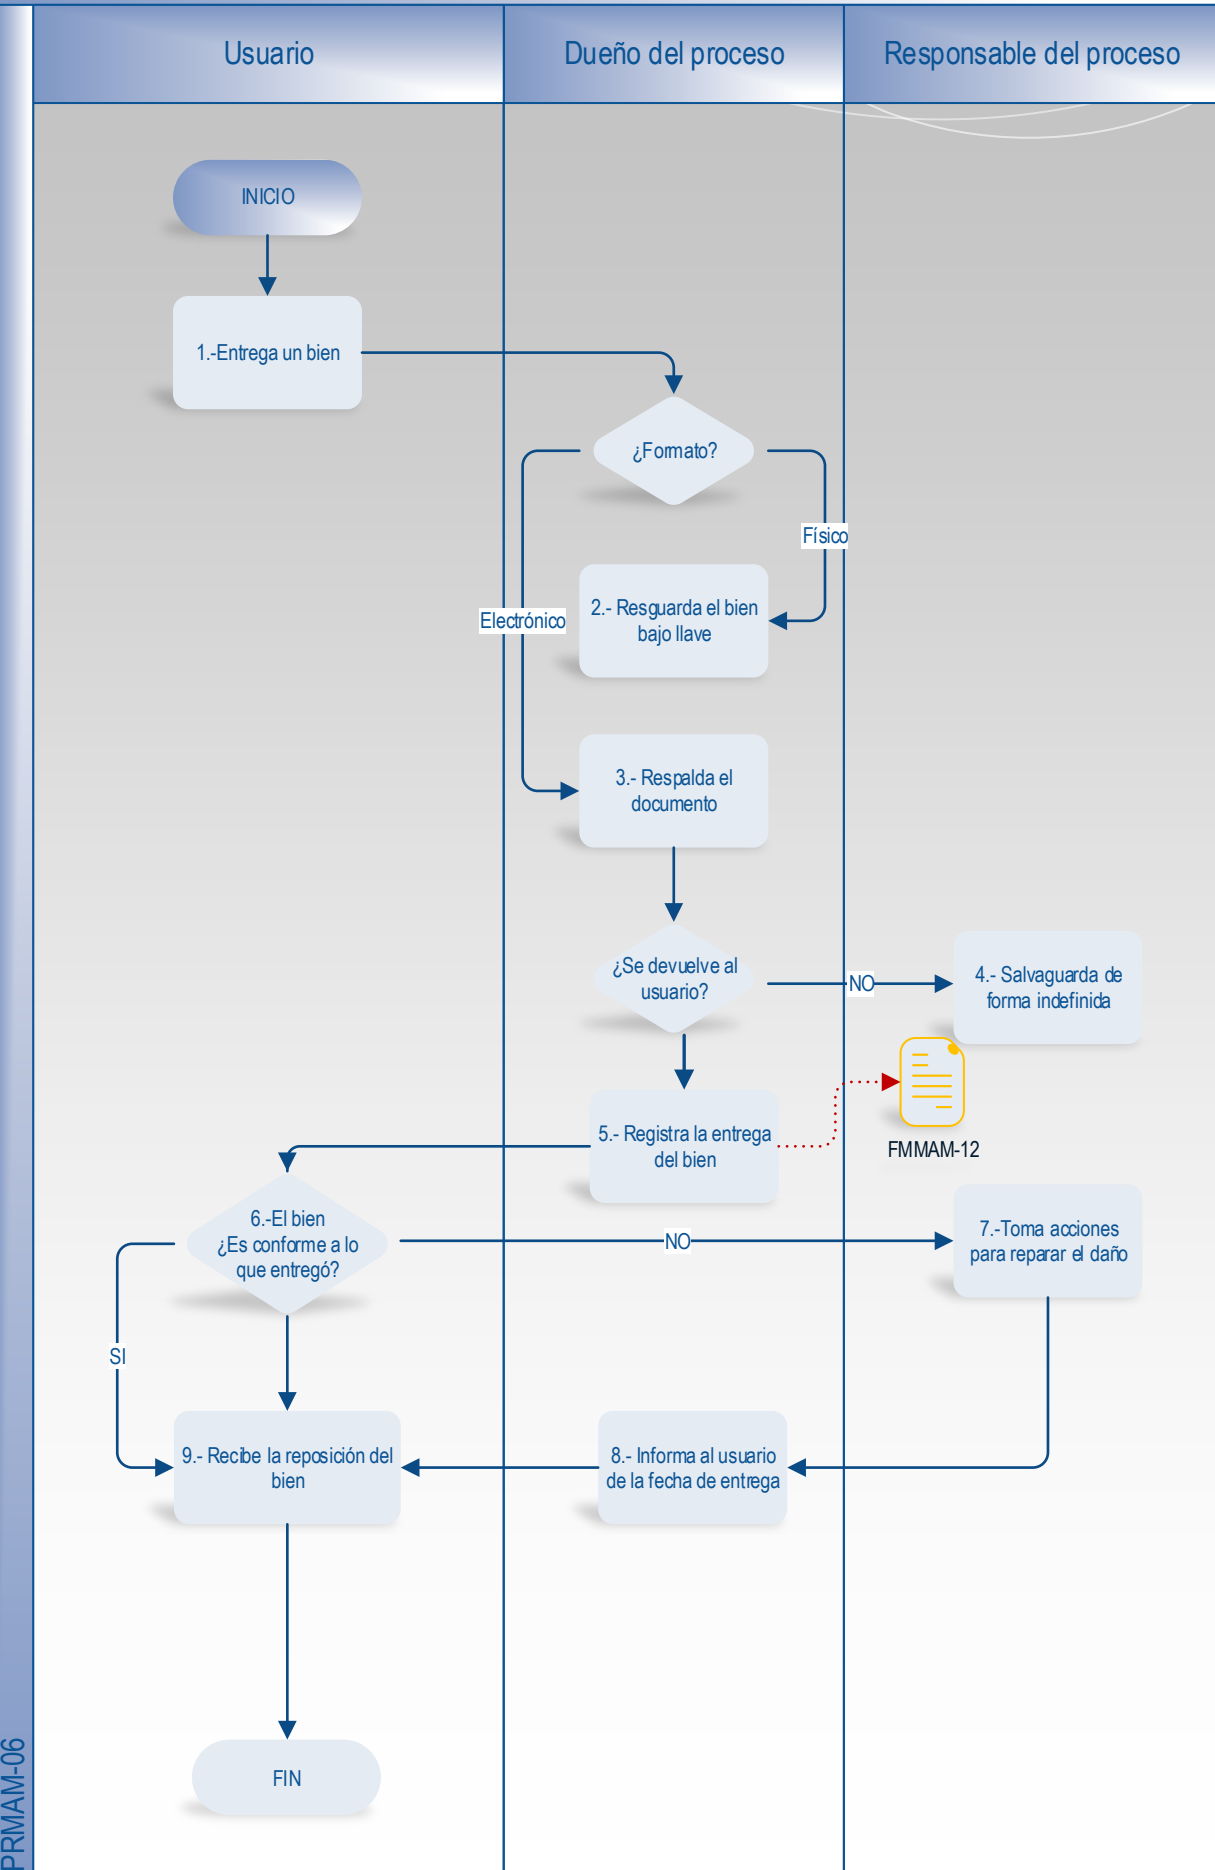 Usuario
Dueño del proceso
Responsable del proceso
INICIO
1.-Entrega un bien
¿Formato?
Físico
Electrónico
2.- Resguarda el bien
bajo llave
3.- Respalda el
documento
¿Se devuelve al
usuario?
NO
4.- Salvaguarda de
forma indefinida
FMMAM-12
5.- Registra la entrega
del bien
6.-El bien
¿Es conforme a lo
que entregó?
NO
7.-Toma acciones
para reparar el daño
SI
9.- Recibe la reposición del
bien
8.- Informa al usuario
de la fecha de entrega
FIN
PRMAM-06